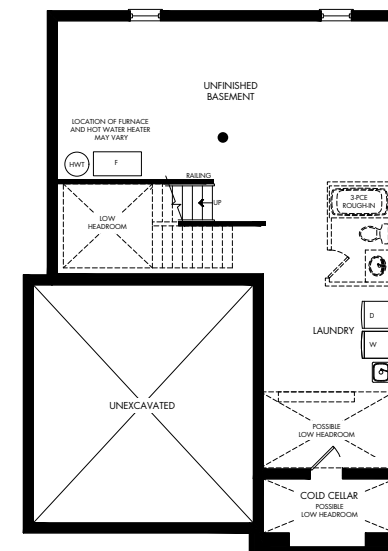 UNFINISHED
BASEMENT
LOCATION OF FURNACE
AND HOT WATER HEATER
MAY VARY
HWT
F
RAILING
UP
LOW
HEADROOM
3-PCE
ROUGH-IN
D
LAUNDRY
W
UNEXCAVATED
POSSIBLE
LOW HEADROOM
COLD CELLAR
POSSIBLE
LOW HEADROOM